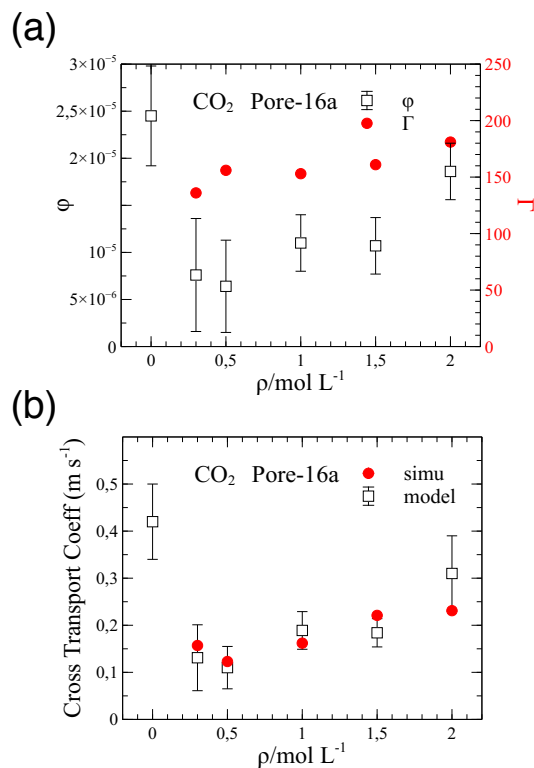 (a)
CO₂ Pore-16a
φ
Γ
3×10⁻⁵
2,5×10⁻⁵
2×10⁻⁵
10⁻⁵
5×10⁻⁶
0
φ
250
200
150
100
50
0
Γ
0 0,5 1 1,5 2
ρ/mol L⁻¹
(b)
CO₂ Pore-16a
simu
model
0,5
0,4
0,3
0,2
0,1
0
Cross Transport Coeff (m s⁻¹)
0 0,5 1 1,5 2
ρ/mol L⁻¹